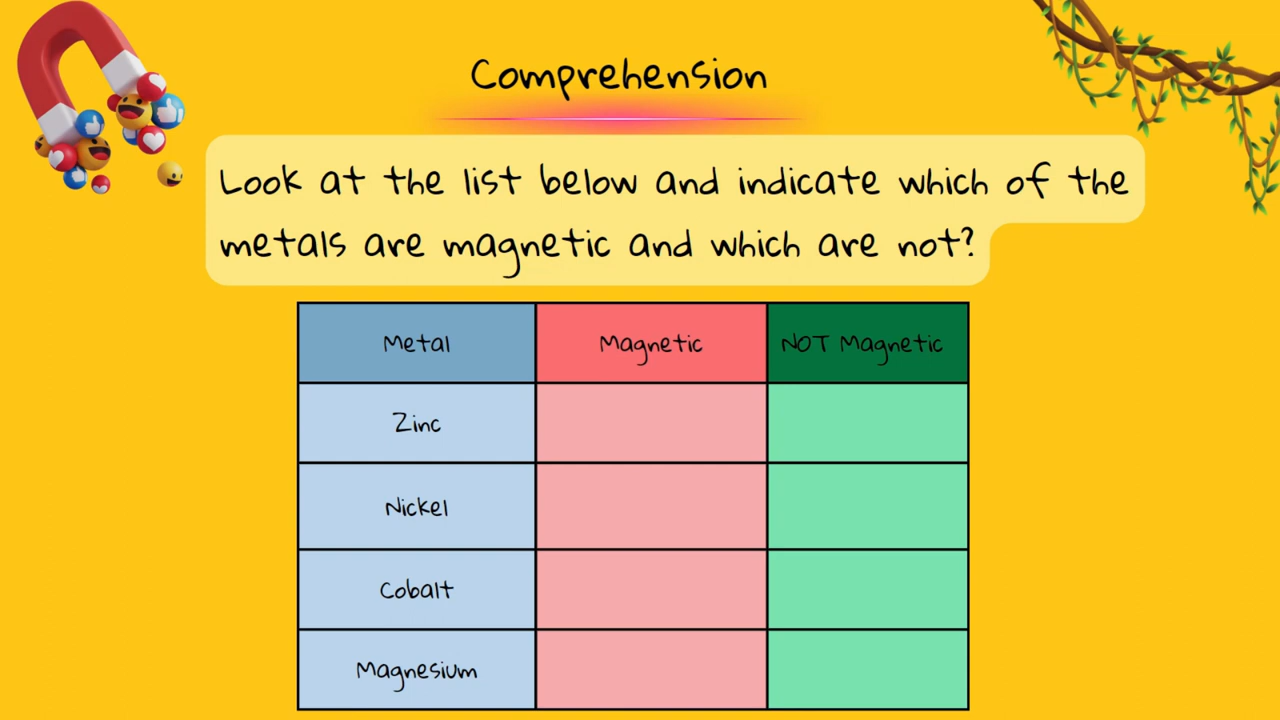 Comprehension
Look at the list below and indicate which of the
metals are magnetic and which are not?
Metal Magnetic NOT Magnetic
Zinc
Nickel
Cobalt
Magnesium